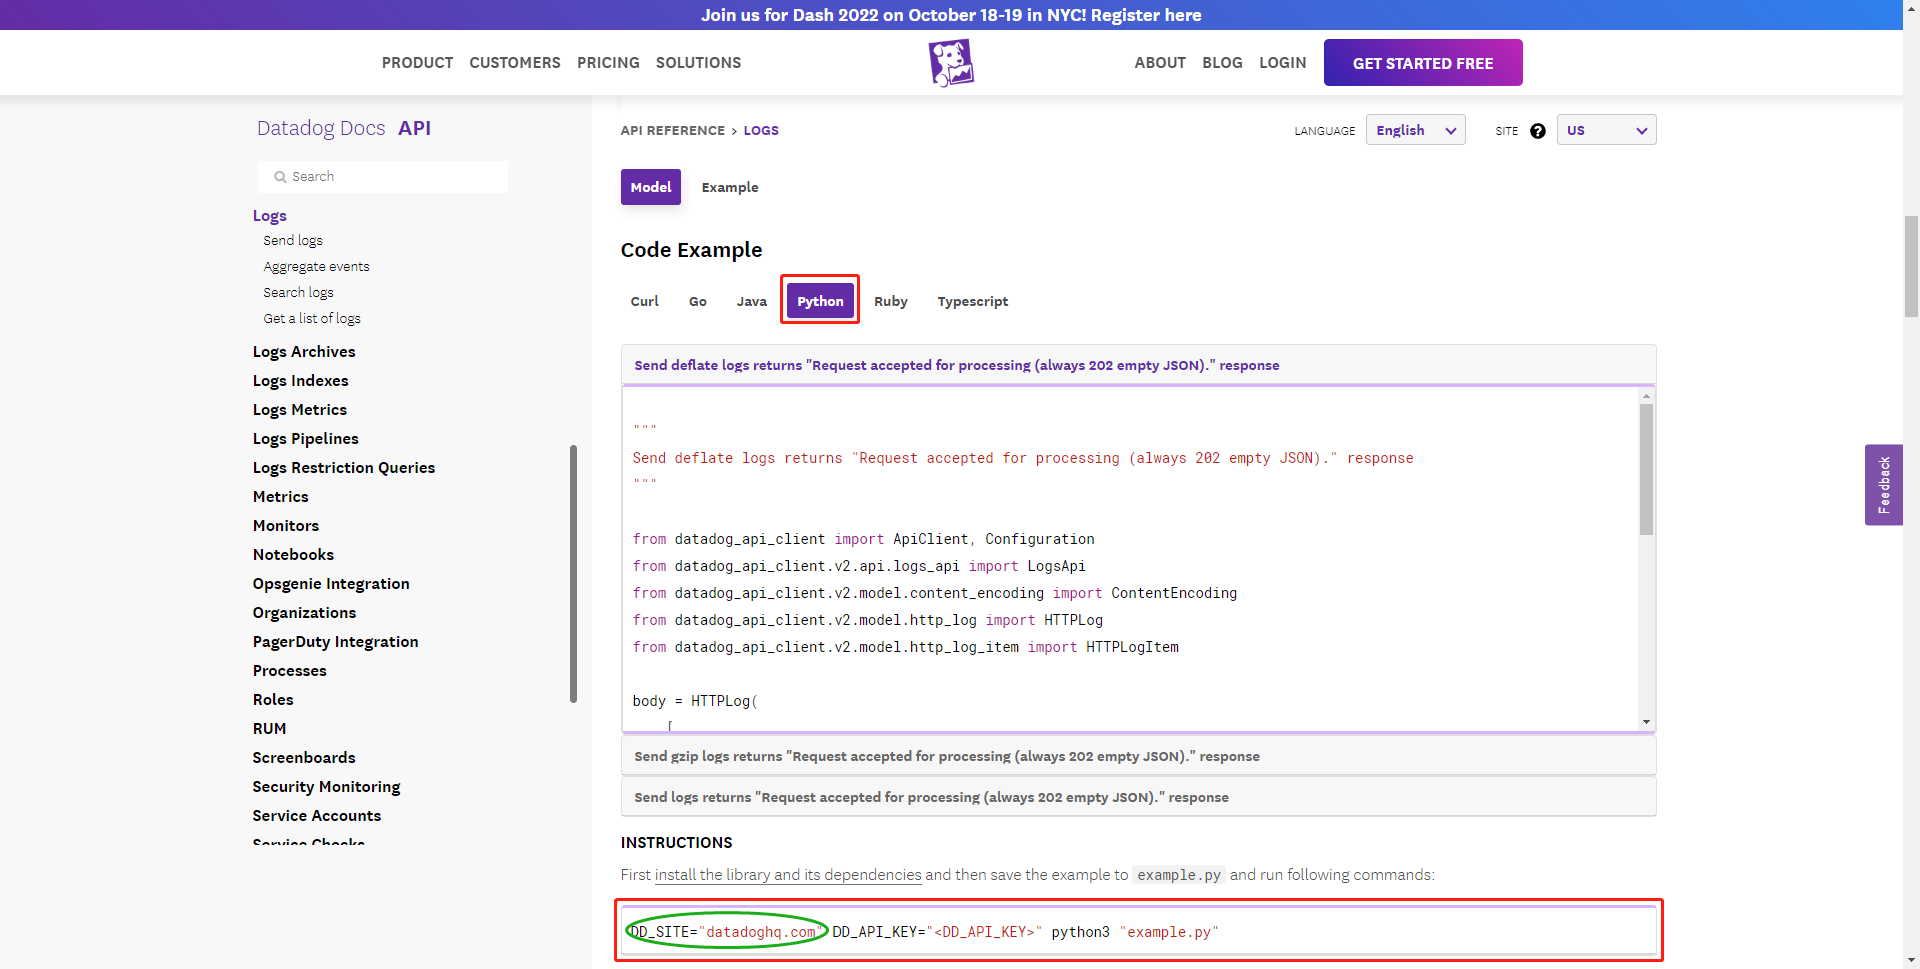 Join us for Dash 2022 on October 18-19 in NYC! Register here
PRODUCT CUSTOMERS PRICING SOLUTIONS ABOUT BLOG LOGIN GET STARTED FREE
Datadog Docs API
Search
Logs
Send logs
Aggregate events
Search logs
Get a list of logs
Logs Archives
Logs Indexes
Logs Metrics
Logs Pipelines
Logs Restriction Queries
Metrics
Monitors
Notebooks
Opsgenie Integration
Organizations
PagerDuty Integration
Processes
Roles
RUM
Screenboards
Security Monitoring
Service Accounts
Service Checks
API REFERENCE > LOGS
LANGUAGE English SITE ? US
Model Example
Code Example
Curl Go Java Python Ruby Typescript
Send deflate logs returns "Request accepted for processing (always 202 empty JSON)." response
"""
Send deflate logs returns "Request accepted for processing (always 202 empty JSON)." response
"""
from datadog_api_client import ApiClient, Configuration
from datadog_api_client.v2.api.logs_api import LogsApi
from datadog_api_client.v2.model.content_encoding import ContentEncoding
from datadog_api_client.v2.model.http_log import HTTPLog
from datadog_api_client.v2.model.http_log_item import HTTPLogItem
body = HTTPLog(
[
Send gzip logs returns "Request accepted for processing (always 202 empty JSON)." response
Send logs returns "Request accepted for processing (always 202 empty JSON)." response
INSTRUCTIONS
First install the library and its dependencies and then save the example to example.py and run following commands:
DD_SITE="datadoghq.com" DD_API_KEY="<DD_API_KEY>" python3 "example.py"
Feedback